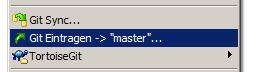 Git Sync...
Git Eintragen -> "master"...
TortoiseGit